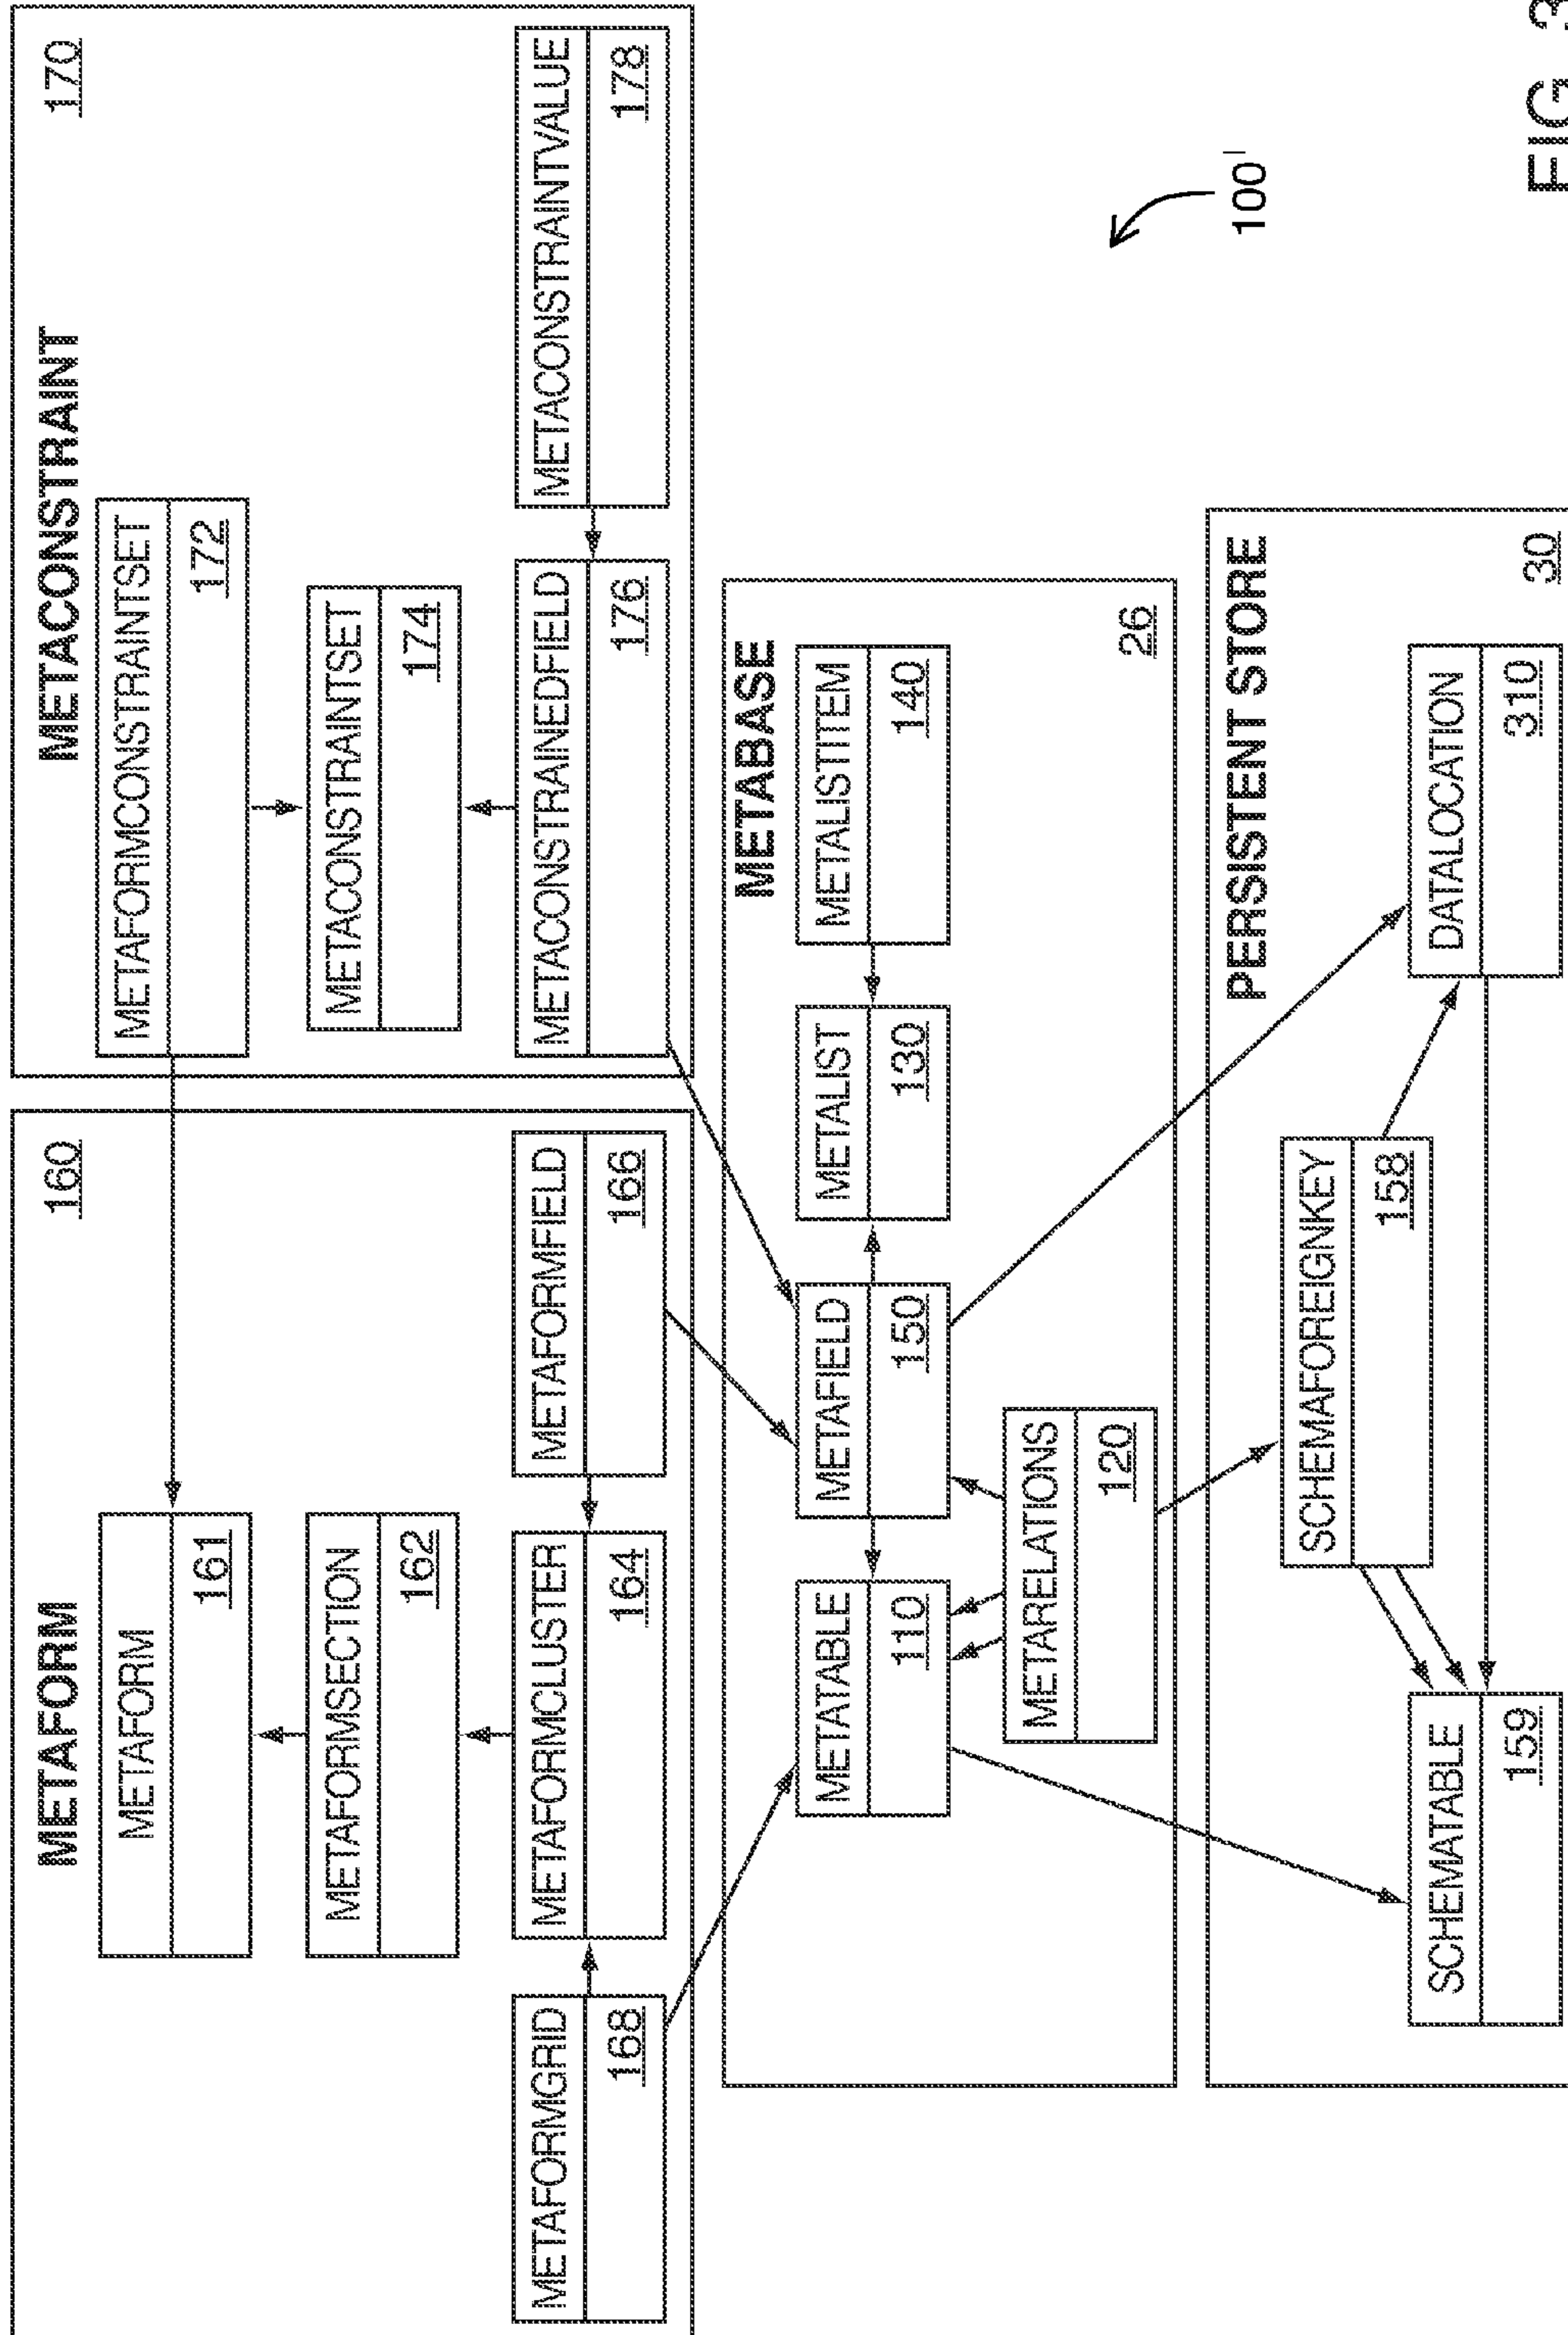 METAFORM
160
METAFORM
161
METAFORMSECTION
162
METAFORMGRID
168
METAFORMCLUSTER
164
METAFORMFIELD
166
METACONSTRAINT
170
METAFORMCONSTRAINTSET
172
METACONSTRAINTSET
174
METACONSTRAINEDFIELD
176
METACONSTRAINTVALUE
178
METABASE
METATABLE
110
METAFIELD
150
METALIST
130
METALISTITEM
140
METARELATIONS
120
26
PERSISTENT STORE
SCHEMAFOREIGNKEY
158
SCHEMATABLE
159
DATALOCATION
310
30
100'
FIG. 3